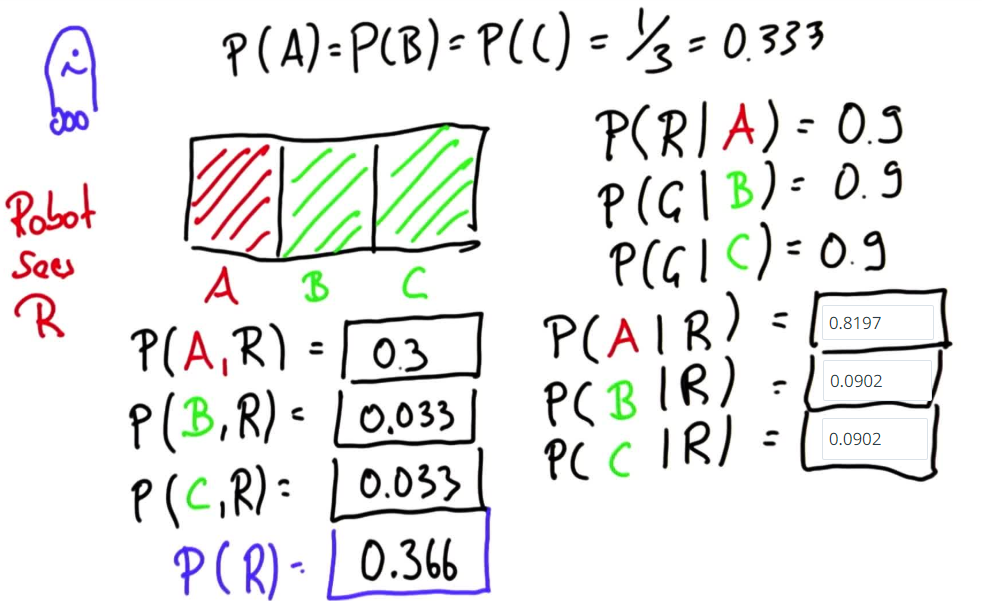 P(A)=P(B)=P(C) = 1/3 = 0.333
P(R|A) = 0.9
P(G|B) = 0.9
P(G|C) = 0.9
Robot
sees
R
A B C
P(A,R) = 0.3
P(B,R) = 0.033
P(C,R) = 0.033
P(R) = 0.366
P(A|R) = 0.8197
P(B|R) = 0.0902
P(C|R) = 0.0902